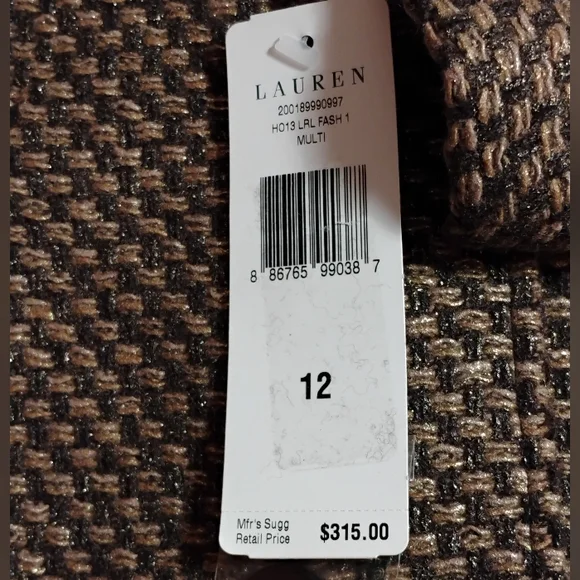 LAUREN
200189990997
HO13 LRL FASH 1
MULTI
8 86765 99038 7
12
Mfr's Sugg
Retail Price $315.00